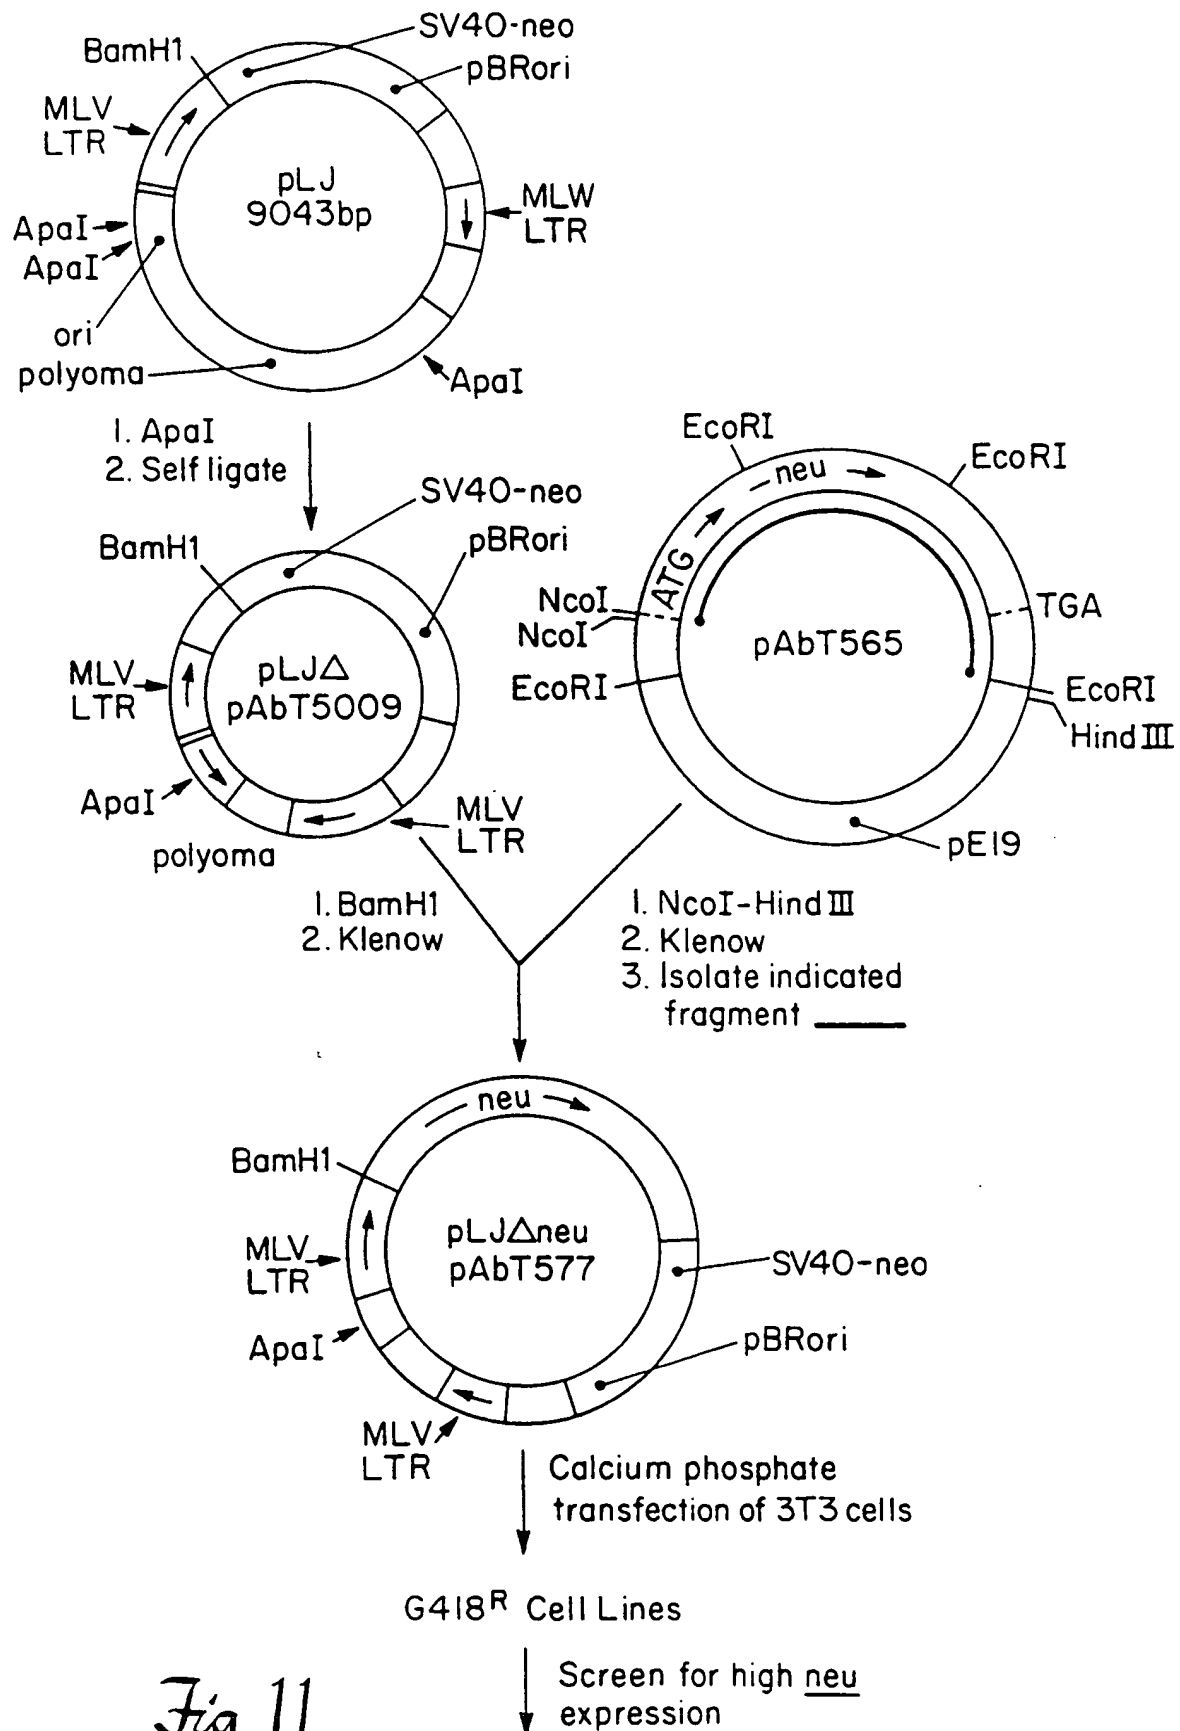 SV40-neo
BamH1
pBRori
MLV
LTR
pLJ
9043bp
MLW
LTR
ApaI
ApaI
ori
polyoma
ApaI
1. ApaI
2. Self ligate
SV40-neo
BamH1
pBRori
MLV
LTR
pLJΔ
pAbT5009
ApaI
polyoma
MLV
LTR
EcoRI
EcoRI
neu
ATG
NcoI
NcoI
TGA
pAbT565
EcoRI
EcoRI
Hind III
pE19
1. BamH1
2. Klenow
1. NcoI-Hind III
2. Klenow
3. Isolate indicated
fragment
neu
BamH1
pLJΔneu
pAbT577
MLV
LTR
SV40-neo
ApaI
pBRori
MLV
LTR
Calcium phosphate
transfection of 3T3 cells
G418ᴿ Cell Lines
Screen for high neu
expression
Fig. 11